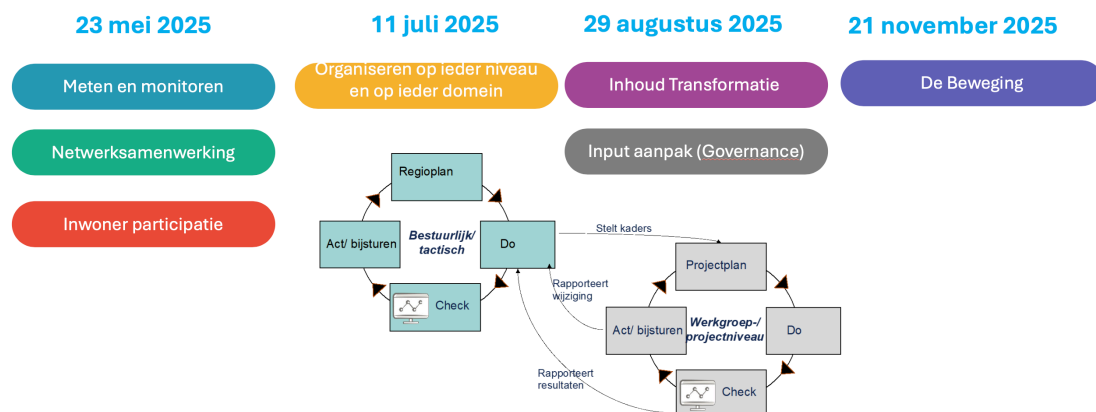 23 mei 2025
11 juli 2025
29 augustus 2025
21 november 2025
Meten en monitoren
Organiseren op ieder niveau
en op ieder domein
Inhoud Transformatie
De Beweging
Netwerksamenwerking
Input aanpak (Governance)
Inwoner participatie
Regioplan
Act/ bijsturen
Bestuurlijk/
tactisch
Do
Check
Stelt kaders
Rapporteert
wijziging
Rapporteert
resultaten
Projectplan
Act/ bijsturen
Werkgroep-/
projectniveau
Do
Check